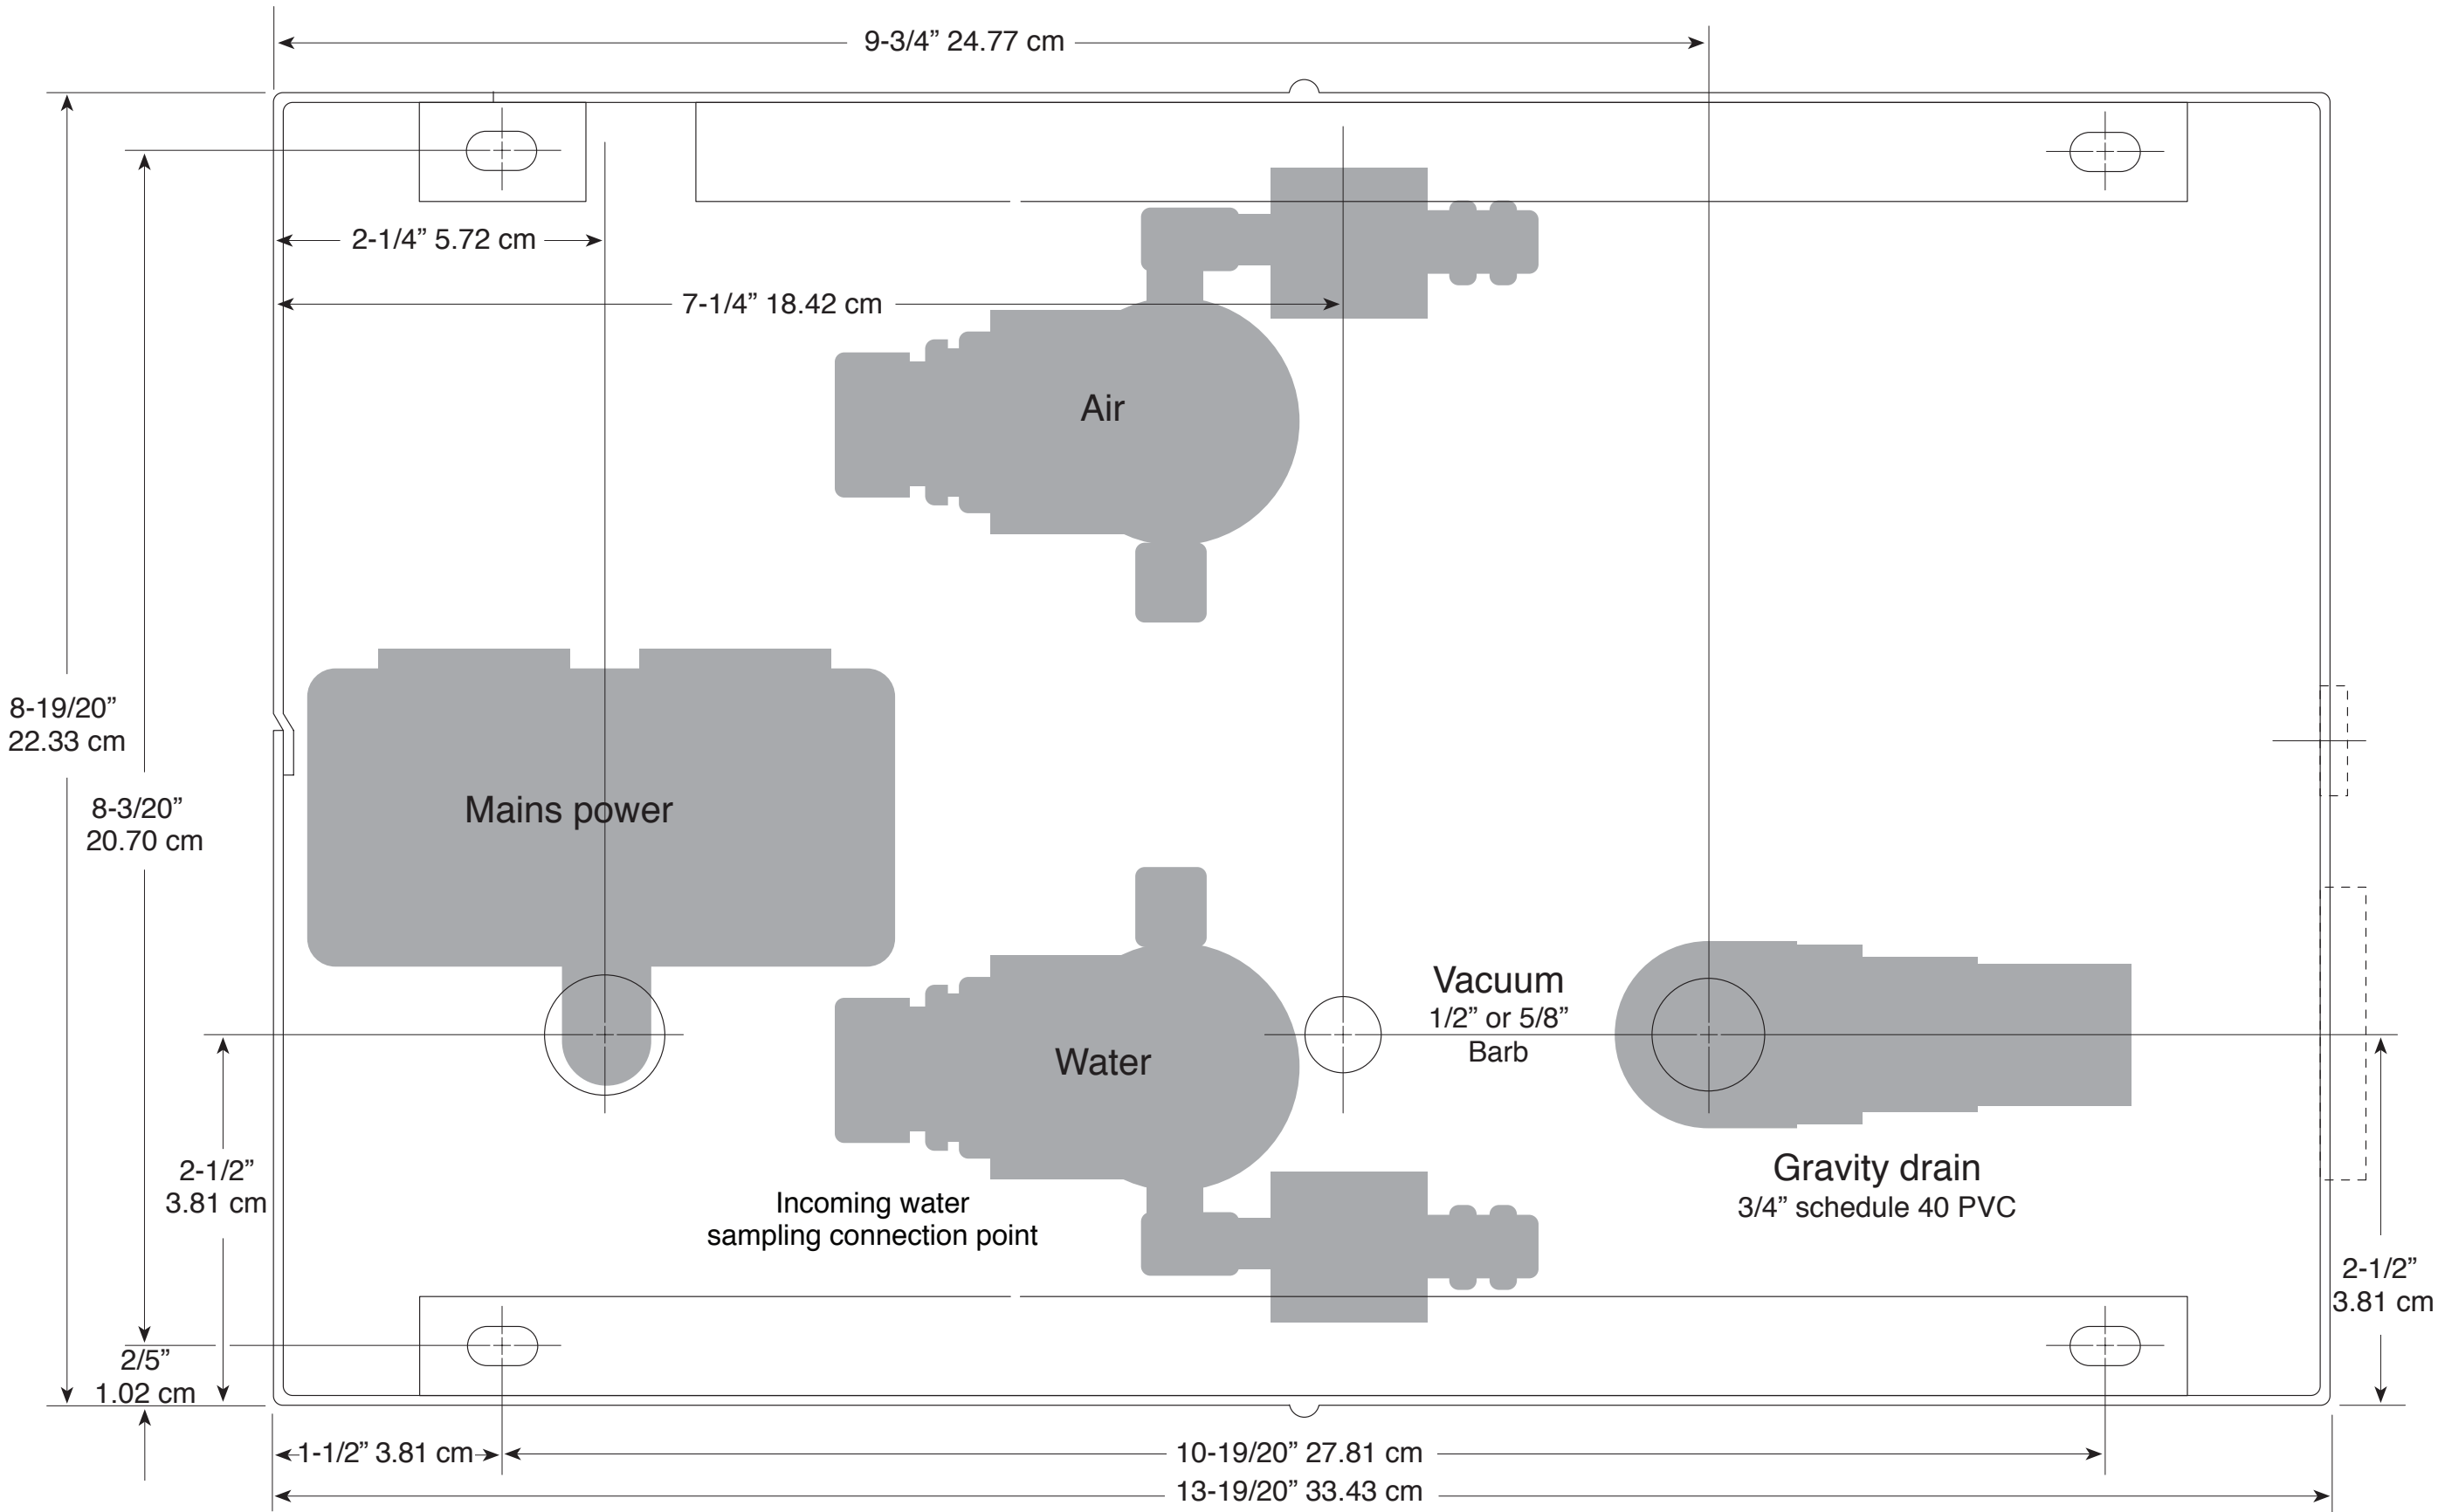 9-3/4” 24.77 cm
2-1/4” 5.72 cm
7-1/4” 18.42 cm
Air
8-19/20”
22.33 cm
8-3/20”
20.70 cm
Mains power
Vacuum
1/2” or 5/8”
Barb
Water
2-1/2”
3.81 cm
Gravity drain
3/4” schedule 40 PVC
Incoming water
sampling connection point
2-1/2”
3.81 cm
2/5”
1.02 cm
1-1/2” 3.81 cm
10-19/20” 27.81 cm
13-19/20” 33.43 cm